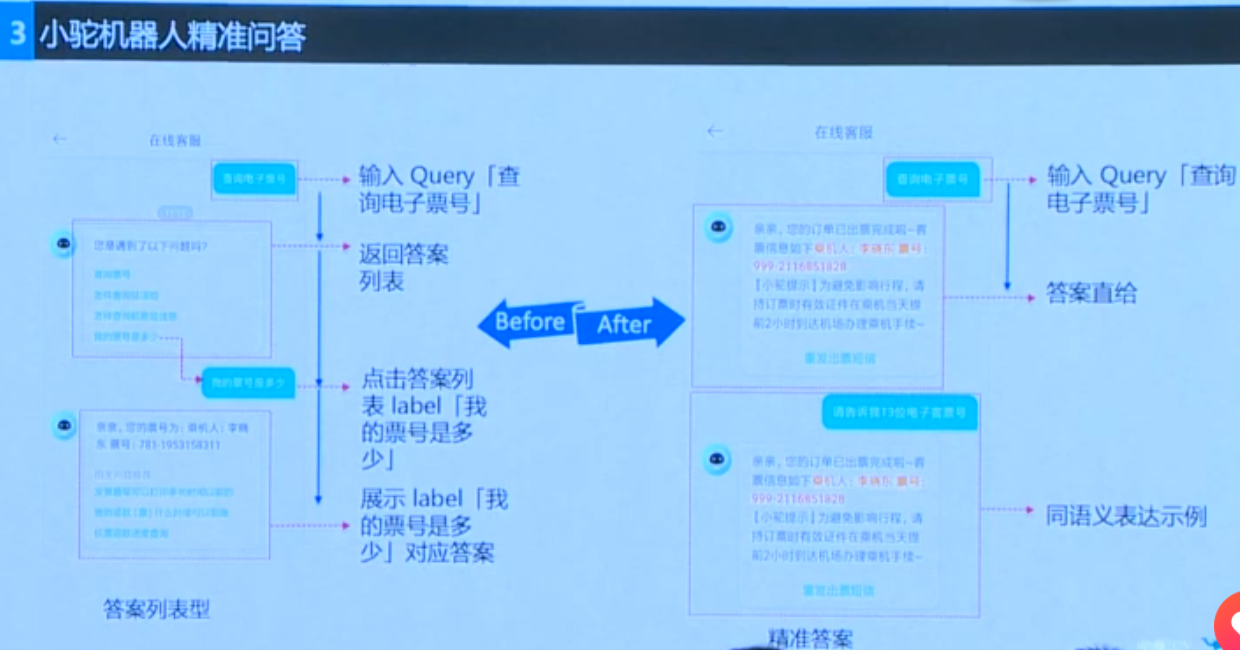 3 小驼机器人精准问答
在线客服
查询电子票号
您是遇到了以下问题吗?
查询票号
我的票号是多少
我的票号是多少
亲亲，您的票号为：乘机人：李晓
东 票号：781-1953158311
输入 Query「查
询电子票号」
返回答案
列表
点击答案列
表 label「我
的票号是多
少」
展示 label「我
的票号是多
少」对应答案
答案列表型
Before
After
在线客服
查询电子票号
亲亲，您的订单已出票完成啦~客
票信息如下乘机人：李晓东 票号：
999-2116851828
【小驼提示】为避免影响行程，请
持订票时有效证件在乘机当天提
前2小时到达机场办理乘机手续~
重发出票短信
请告诉我13位电子客票号
亲亲，您的订单已出票完成啦~客
票信息如下乘机人：李晓东 票号：
999-2116851828
【小驼提示】为避免影响行程，请
持订票时有效证件在乘机当天提
前2小时到达机场办理乘机手续~
重发出票短信
输入 Query「查询
电子票号」
答案直给
同语义表达示例
精准答案